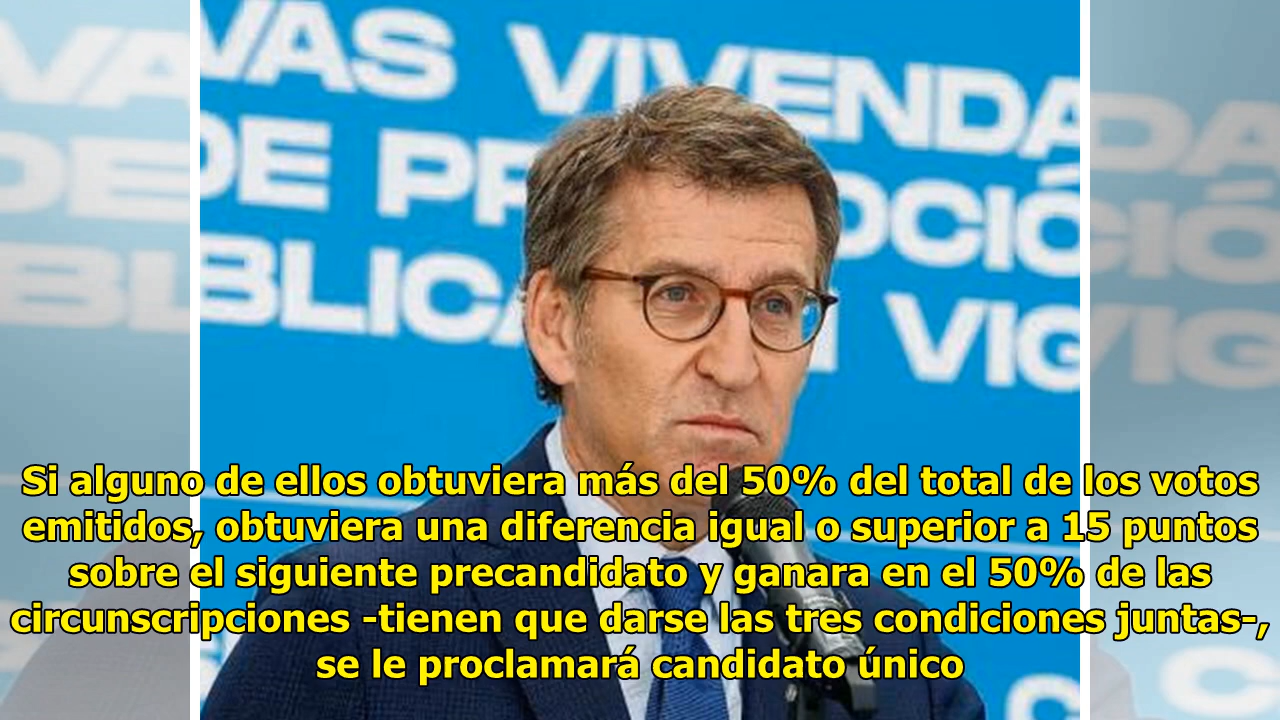 VAS VIVENDA
DE PR OCIÓ
BLICA N VIG
Si alguno de ellos obtuviera más del 50% del total de los votos
emitidos, obtuviera una diferencia igual o superior a 15 puntos
sobre el siguiente precandidato y ganara en el 50% de las
circunscripciones -tienen que darse las tres condiciones juntas-,
se le proclamará candidato único